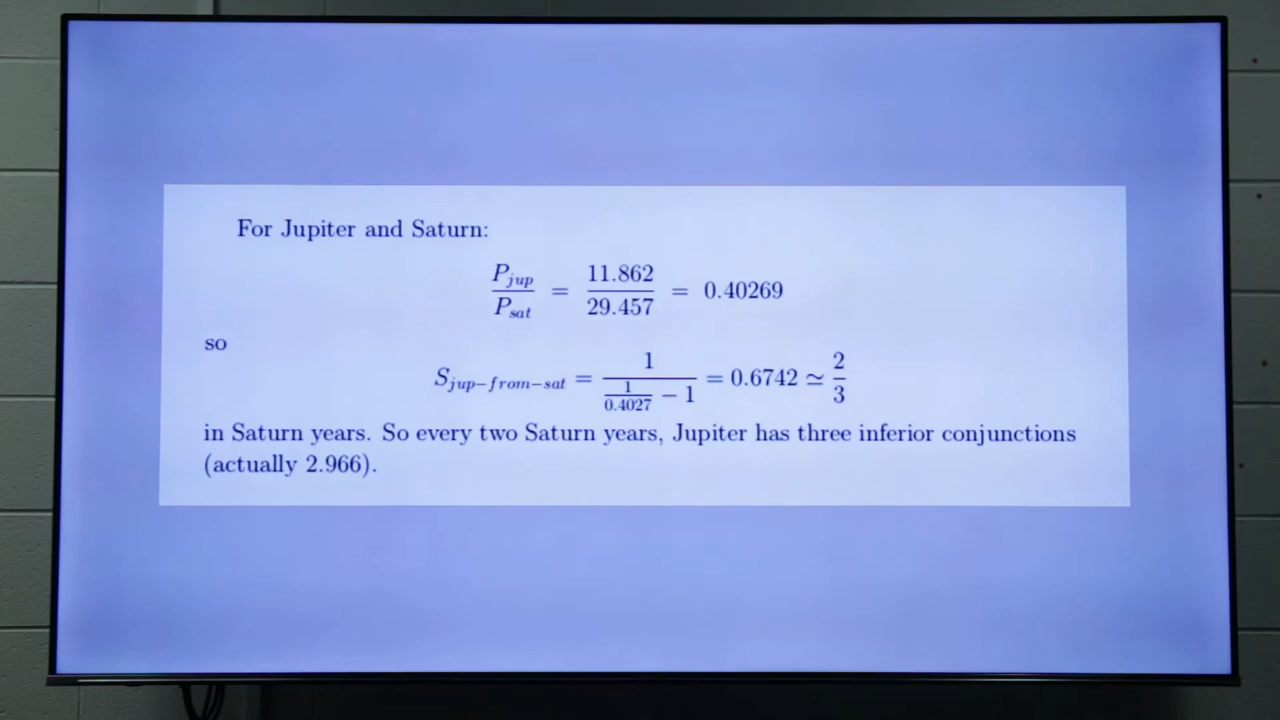 For Jupiter and Saturn:
P_jup / P_sat = 11.862 / 29.457 = 0.40269
so
S_jup−from−sat = 1 / (1/0.4027 − 1) = 0.6742 ≃ 2/3
in Saturn years. So every two Saturn years, Jupiter has three inferior conjunctions
(actually 2.966).